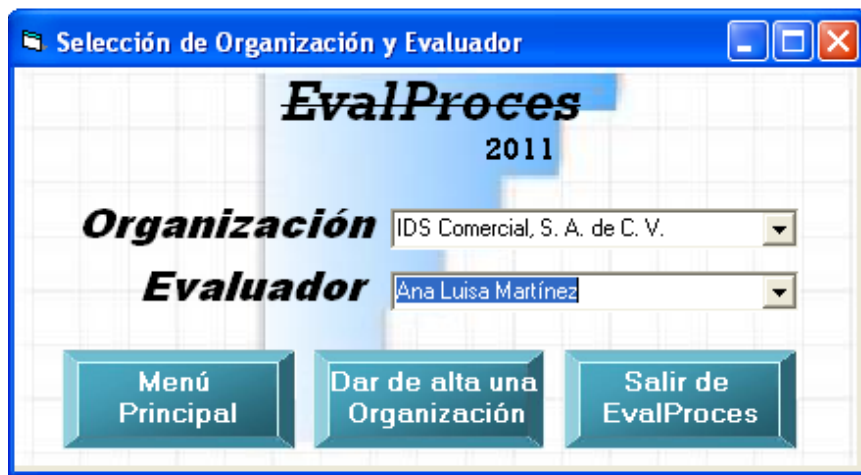 Selección de Organización y Evaluador
EvalProces
2011
Organización IDS Comercial, S. A. de C. V.
Evaluador Ana Luisa Martínez
Menú
Principal
Dar de alta una
Organización
Salir de
EvalProces